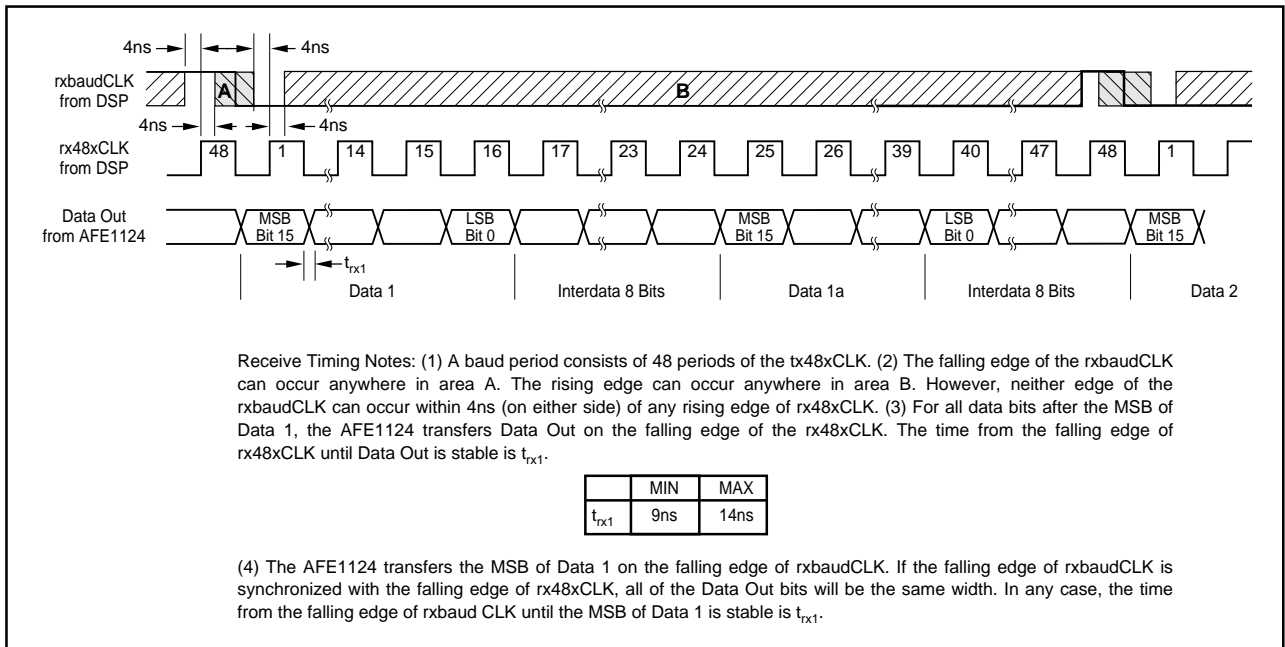 4ns 4ns
rxbaudCLK
from DSP
A B
4ns 4ns
rx48xCLK
from DSP
48 1 14 15 16 17 23 24 25 26 39 40 47 48 1
Data Out
from AFE1124
MSB
Bit 15
LSB
Bit 0
MSB
Bit 15
LSB
Bit 0
MSB
Bit 15
trx1
Data 1 Interdata 8 Bits Data 1a Interdata 8 Bits Data 2
Receive Timing Notes: (1) A baud period consists of 48 periods of the tx48xCLK. (2) The falling edge of the rxbaudCLK
can occur anywhere in area A. The rising edge can occur anywhere in area B. However, neither edge of the
rxbaudCLK can occur within 4ns (on either side) of any rising edge of rx48xCLK. (3) For all data bits after the MSB of
Data 1, the AFE1124 transfers Data Out on the falling edge of the rx48xCLK. The time from the falling edge of
rx48xCLK until Data Out is stable is trx1.
MIN MAX
trx1 9ns 14ns
(4) The AFE1124 transfers the MSB of Data 1 on the falling edge of rxbaudCLK. If the falling edge of rxbaudCLK is
synchronized with the falling edge of rx48xCLK, all of the Data Out bits will be the same width. In any case, the time
from the falling edge of rxbaud CLK until the MSB of Data 1 is stable is trx1.